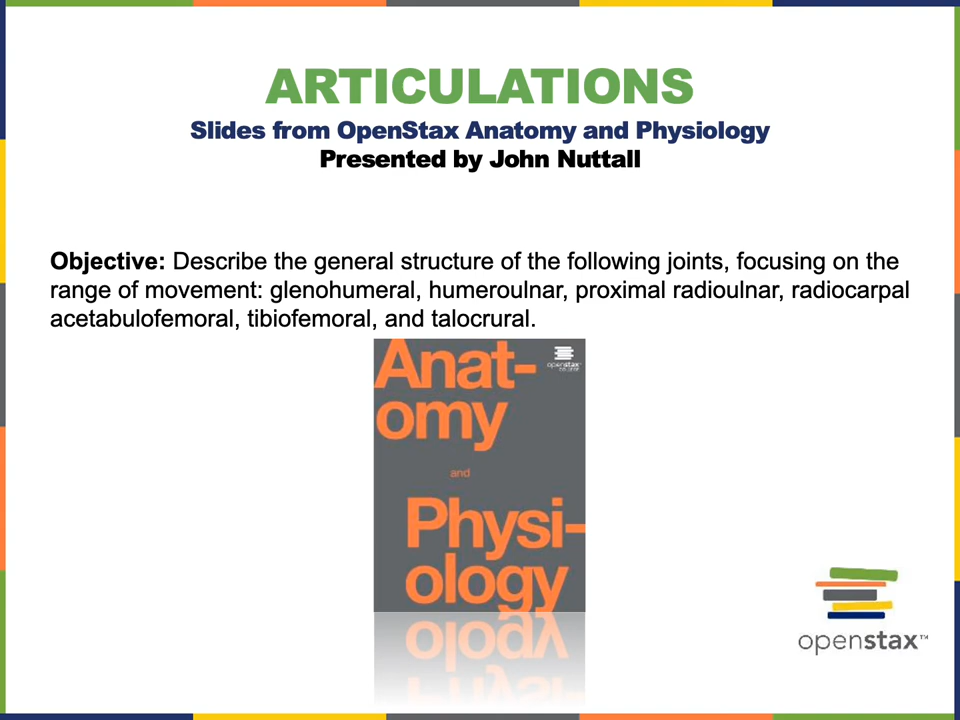 ARTICULATIONS
Slides from OpenStax Anatomy and Physiology
Presented by John Nuttall
Objective: Describe the general structure of the following joints, focusing on the
range of movement: glenohumeral, humeroulnar, proximal radioulnar, radiocarpal
acetabulofemoral, tibiofemoral, and talocrural.
openstax
COLLEGE
Anat-
omy
and
Physi-
ology
openstax™